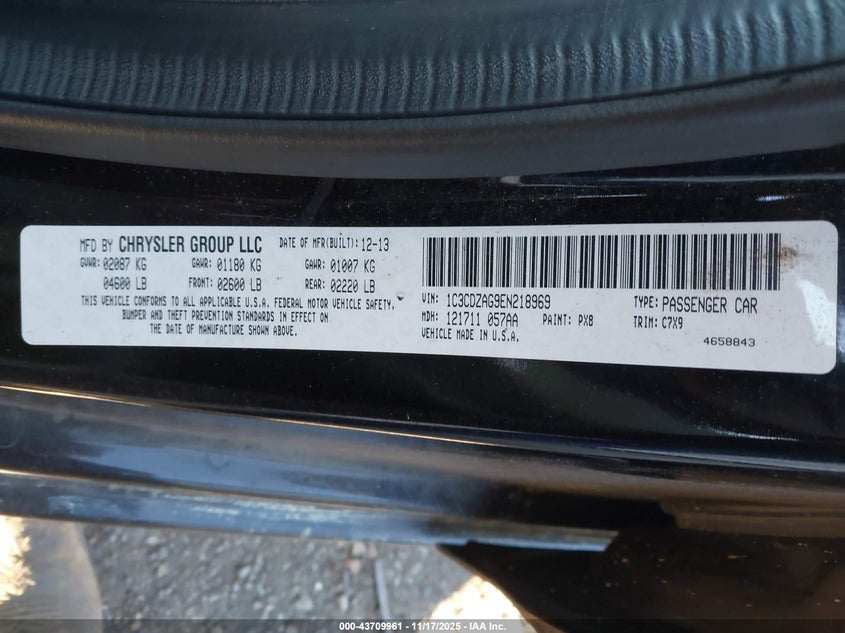 MFD BY CHRYSLER GROUP LLC DATE OF MFR(BUILT): 12-13
GVWR: 02087 KG GAWR: 01180 KG GAWR: 01007 KG
04600 LB FRONT: 02600 LB REAR: 02220 LB
THIS VEHICLE CONFORMS TO ALL APPLICABLE U.S.A. FEDERAL MOTOR VEHICLE SAFETY,
BUMPER AND THEFT PREVENTION STANDARDS IN EFFECT ON
THE DATE OF MANUFACTURE SHOWN ABOVE.
VIN: 1C3CDZAG9EN218969 TYPE: PASSENGER CAR
MDH: 121711 057AA PAINT: PX8 TRIM: C7X9
VEHICLE MADE IN U.S.A.
4658843
000-43709961 — 11/17/2025 — IAA Inc.